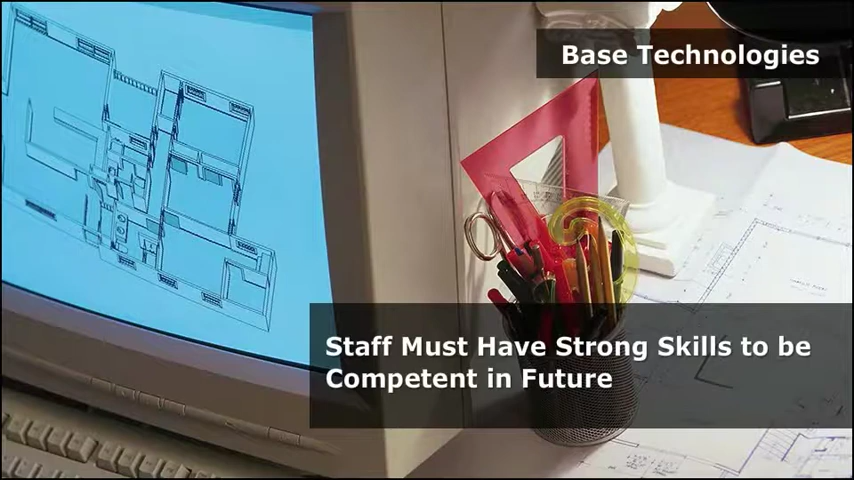 Base Technologies
Staff Must Have Strong Skills to be
Competent in Future